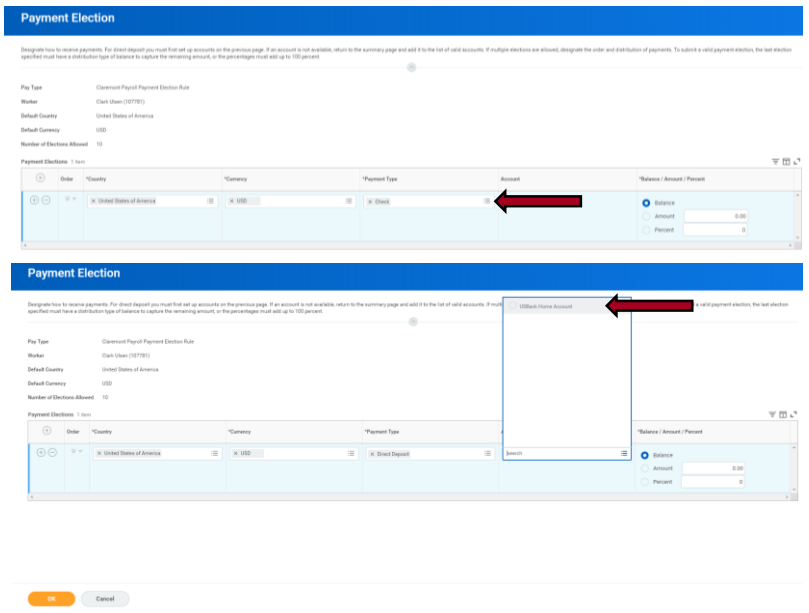 Payment Election
Designate how to receive payments. For direct deposit you must first set up accounts on the previous page. If an account is not available, return to the summary page and add it to the list of valid accounts. If multiple elections are allowed, designate the order and distribution of payments. To submit a valid payment election, the last election
specified must have a distribution type of balance to capture the remaining amount, or the percentages must add up to 100 percent.
Pay Type Claremont Payroll Payment Election Rule
Worker Clark Ulsen (107781)
Default Country United States of America
Default Currency USD
Number of Elections Allowed 10
Payment Elections 1 item
Order *Country *Currency *Payment Type Account *Balance / Amount / Percent
× United States of America × USD × Check Balance
Amount 0.00
Percent 0
Payment Election
Designate how to receive payments. For direct deposit you must first set up accounts on the previous page. If an account is not available, return to the summary page and add it to the list of valid accounts. If mult a valid payment election, the last election
specified must have a distribution type of balance to capture the remaining amount, or the percentages must add up to 100 percent.
USBack-Home Account
Pay Type Claremont Payroll Payment Election Rule
Worker Clark Ulsen (107781)
Default Country United States of America
Default Currency USD
Number of Elections Allowed 10
Payment Elections 1 item
Order *Country *Currency *Payment Type *Balance / Amount / Percent
× United States of America × USD × Direct Deposit search Balance
Amount 0.00
Percent 0
OK Cancel